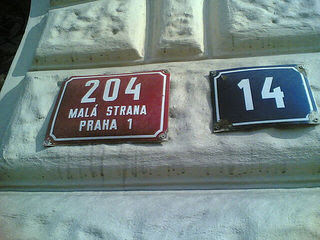 204
MALÁ STRANA
PRAHA 1
14